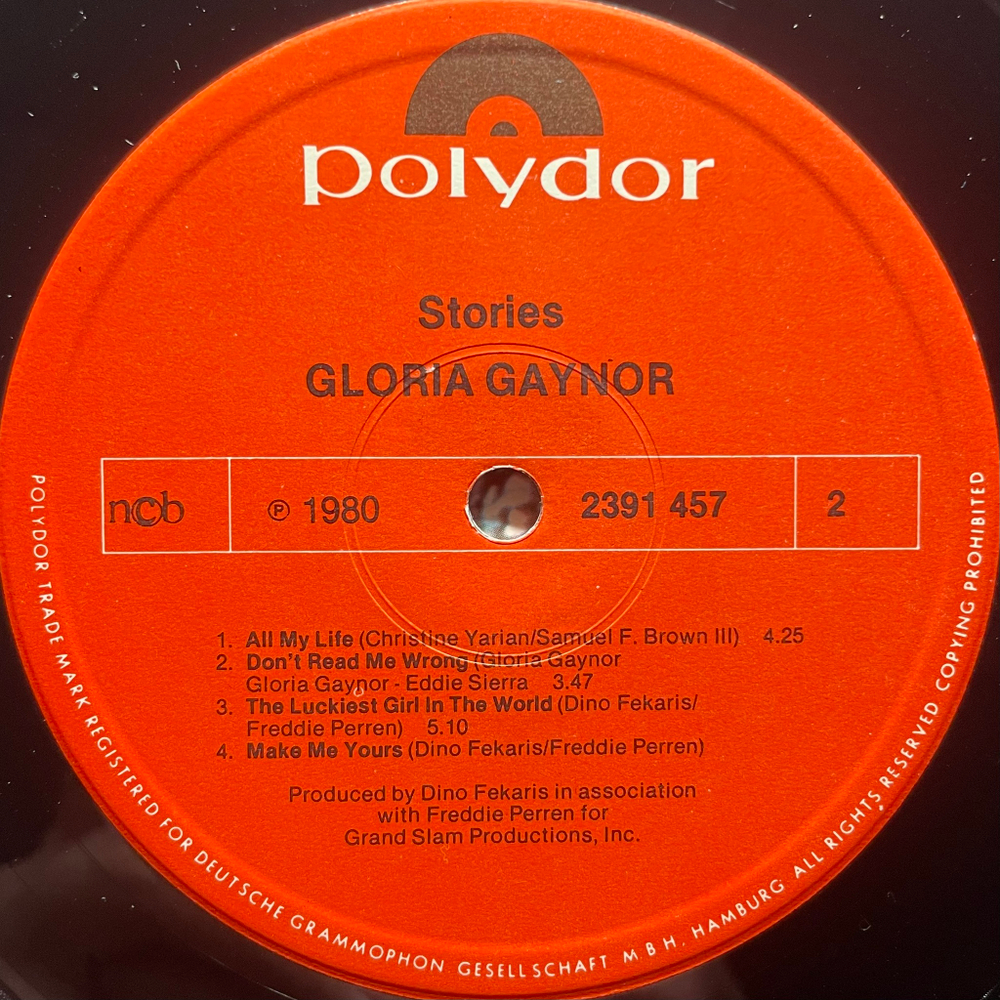 polydor
Stories
GLORIA GAYNOR
ncb ℗ 1980 2391 457 2
1. All My Life (Christine Yarian/Samuel F. Brown III) 4.25
2. Don't Read Me Wrong (Gloria Gaynor
Gloria Gaynor - Eddie Sierra 3.47
3. The Luckiest Girl In The World (Dino Fekaris/
Freddie Perren) 5.10
4. Make Me Yours (Dino Fekaris/Freddie Perren)
Produced by Dino Fekaris in association
with Freddie Perren for
Grand Slam Productions, Inc.
POLYDOR TRADE MARK REGISTERED FOR DEUTSCHE GRAMMOPHON GESELLSCHAFT M.B.H. HAMBURG. ALL RIGHTS RESERVED COPYING PROHIBITED